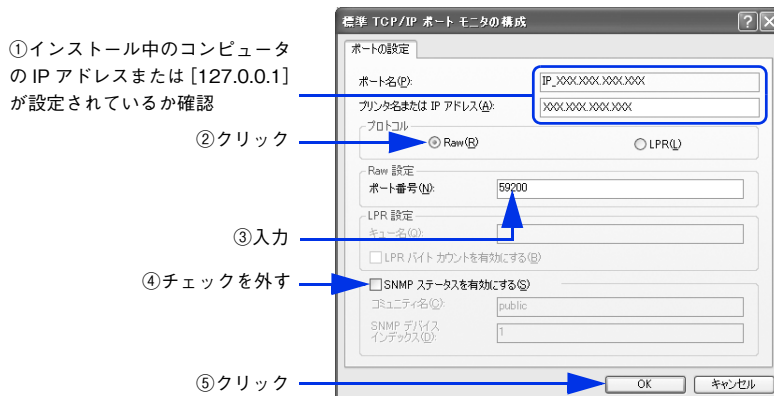 標準 TCP/IP ポート モニタの構成
ポートの設定
①インストール中のコンピュータ
の IP アドレスまたは [127.0.0.1]
が設定されているか確認
ポート名(P):
IP_XXX.XXX.XXX.XXX
プリンタ名または IP アドレス(A):
XXX.XXX.XXX.XXX
プロトコル
②クリック
Raw(R)
LPR(L)
Raw 設定
ポート番号(N):
59200
LPR 設定
③入力
キュー名(Q):
LPR バイト カウントを有効にする(B)
④チェックを外す
SNMP ステータスを有効にする(S)
コミュニティ名(C):
public
SNMP デバイス
インデックス(D):
1
⑤クリック
OK
キャンセル